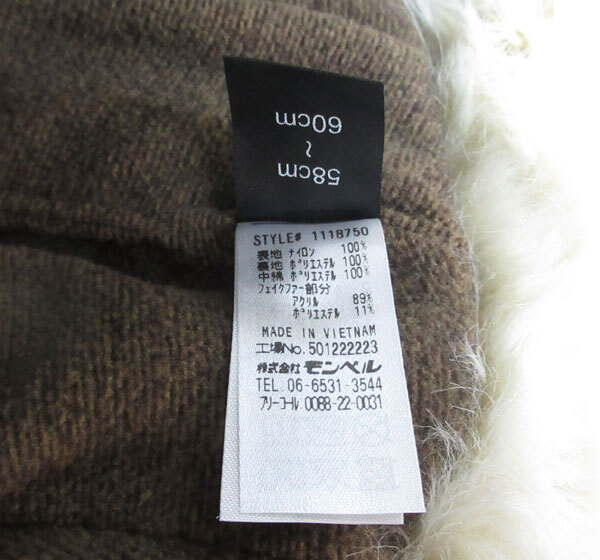 58cm
~
60cm
STYLE# 1118750
表地 ナイロン 100%
裏地 ポリエステル 100%
中綿 ポリエステル 100%
フェイクファー部分
アクリル 89%
ポリエステル 11%
MADE IN VIETNAM
工場No. 501222223
株式会社 モンベル
TEL. 06-6531-3544
フリーコール 0088-22-0031